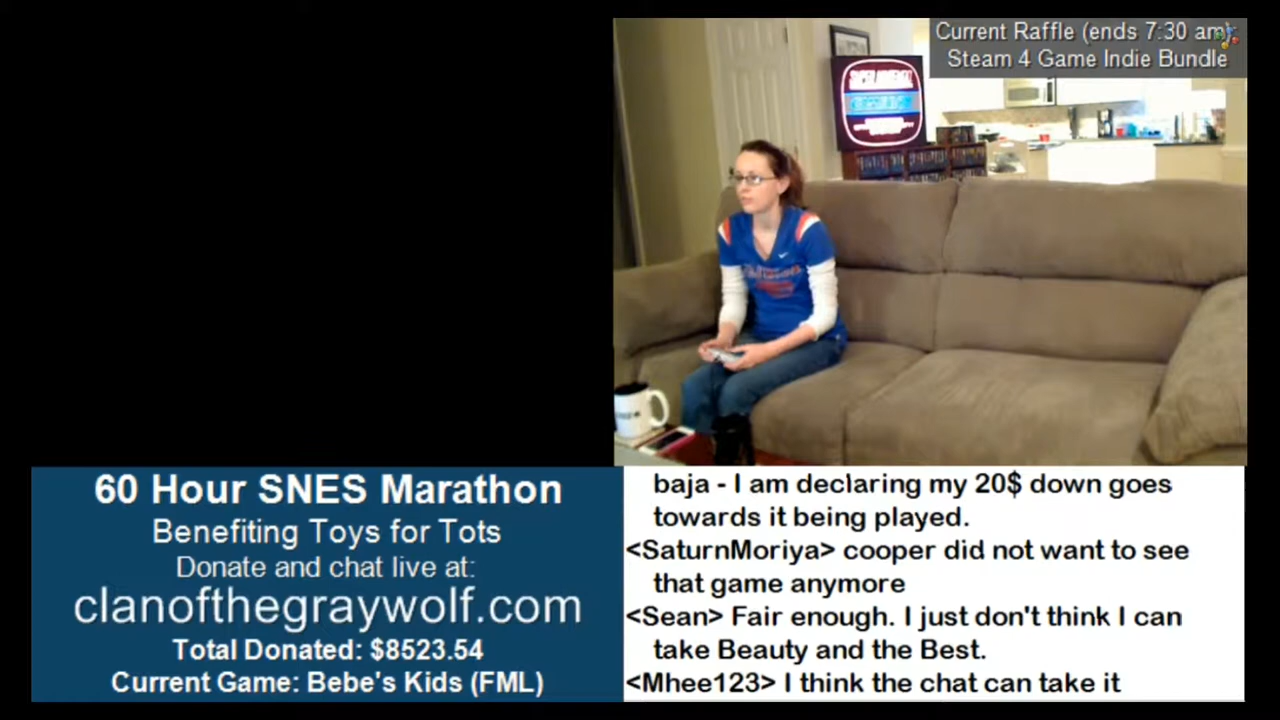 Current Raffle (ends 7:30 am):
Steam 4 Game Indie Bundle
60 Hour SNES Marathon
Benefiting Toys for Tots
Donate and chat live at:
clanofthegraywolf.com
Total Donated: $8523.54
Current Game: Bebe's Kids (FML)
baja - I am declaring my 20$ down goes
towards it being played.
<SaturnMoriya> cooper did not want to see
that game anymore
<Sean> Fair enough. I just don't think I can
take Beauty and the Best.
<Mhee123> I think the chat can take it